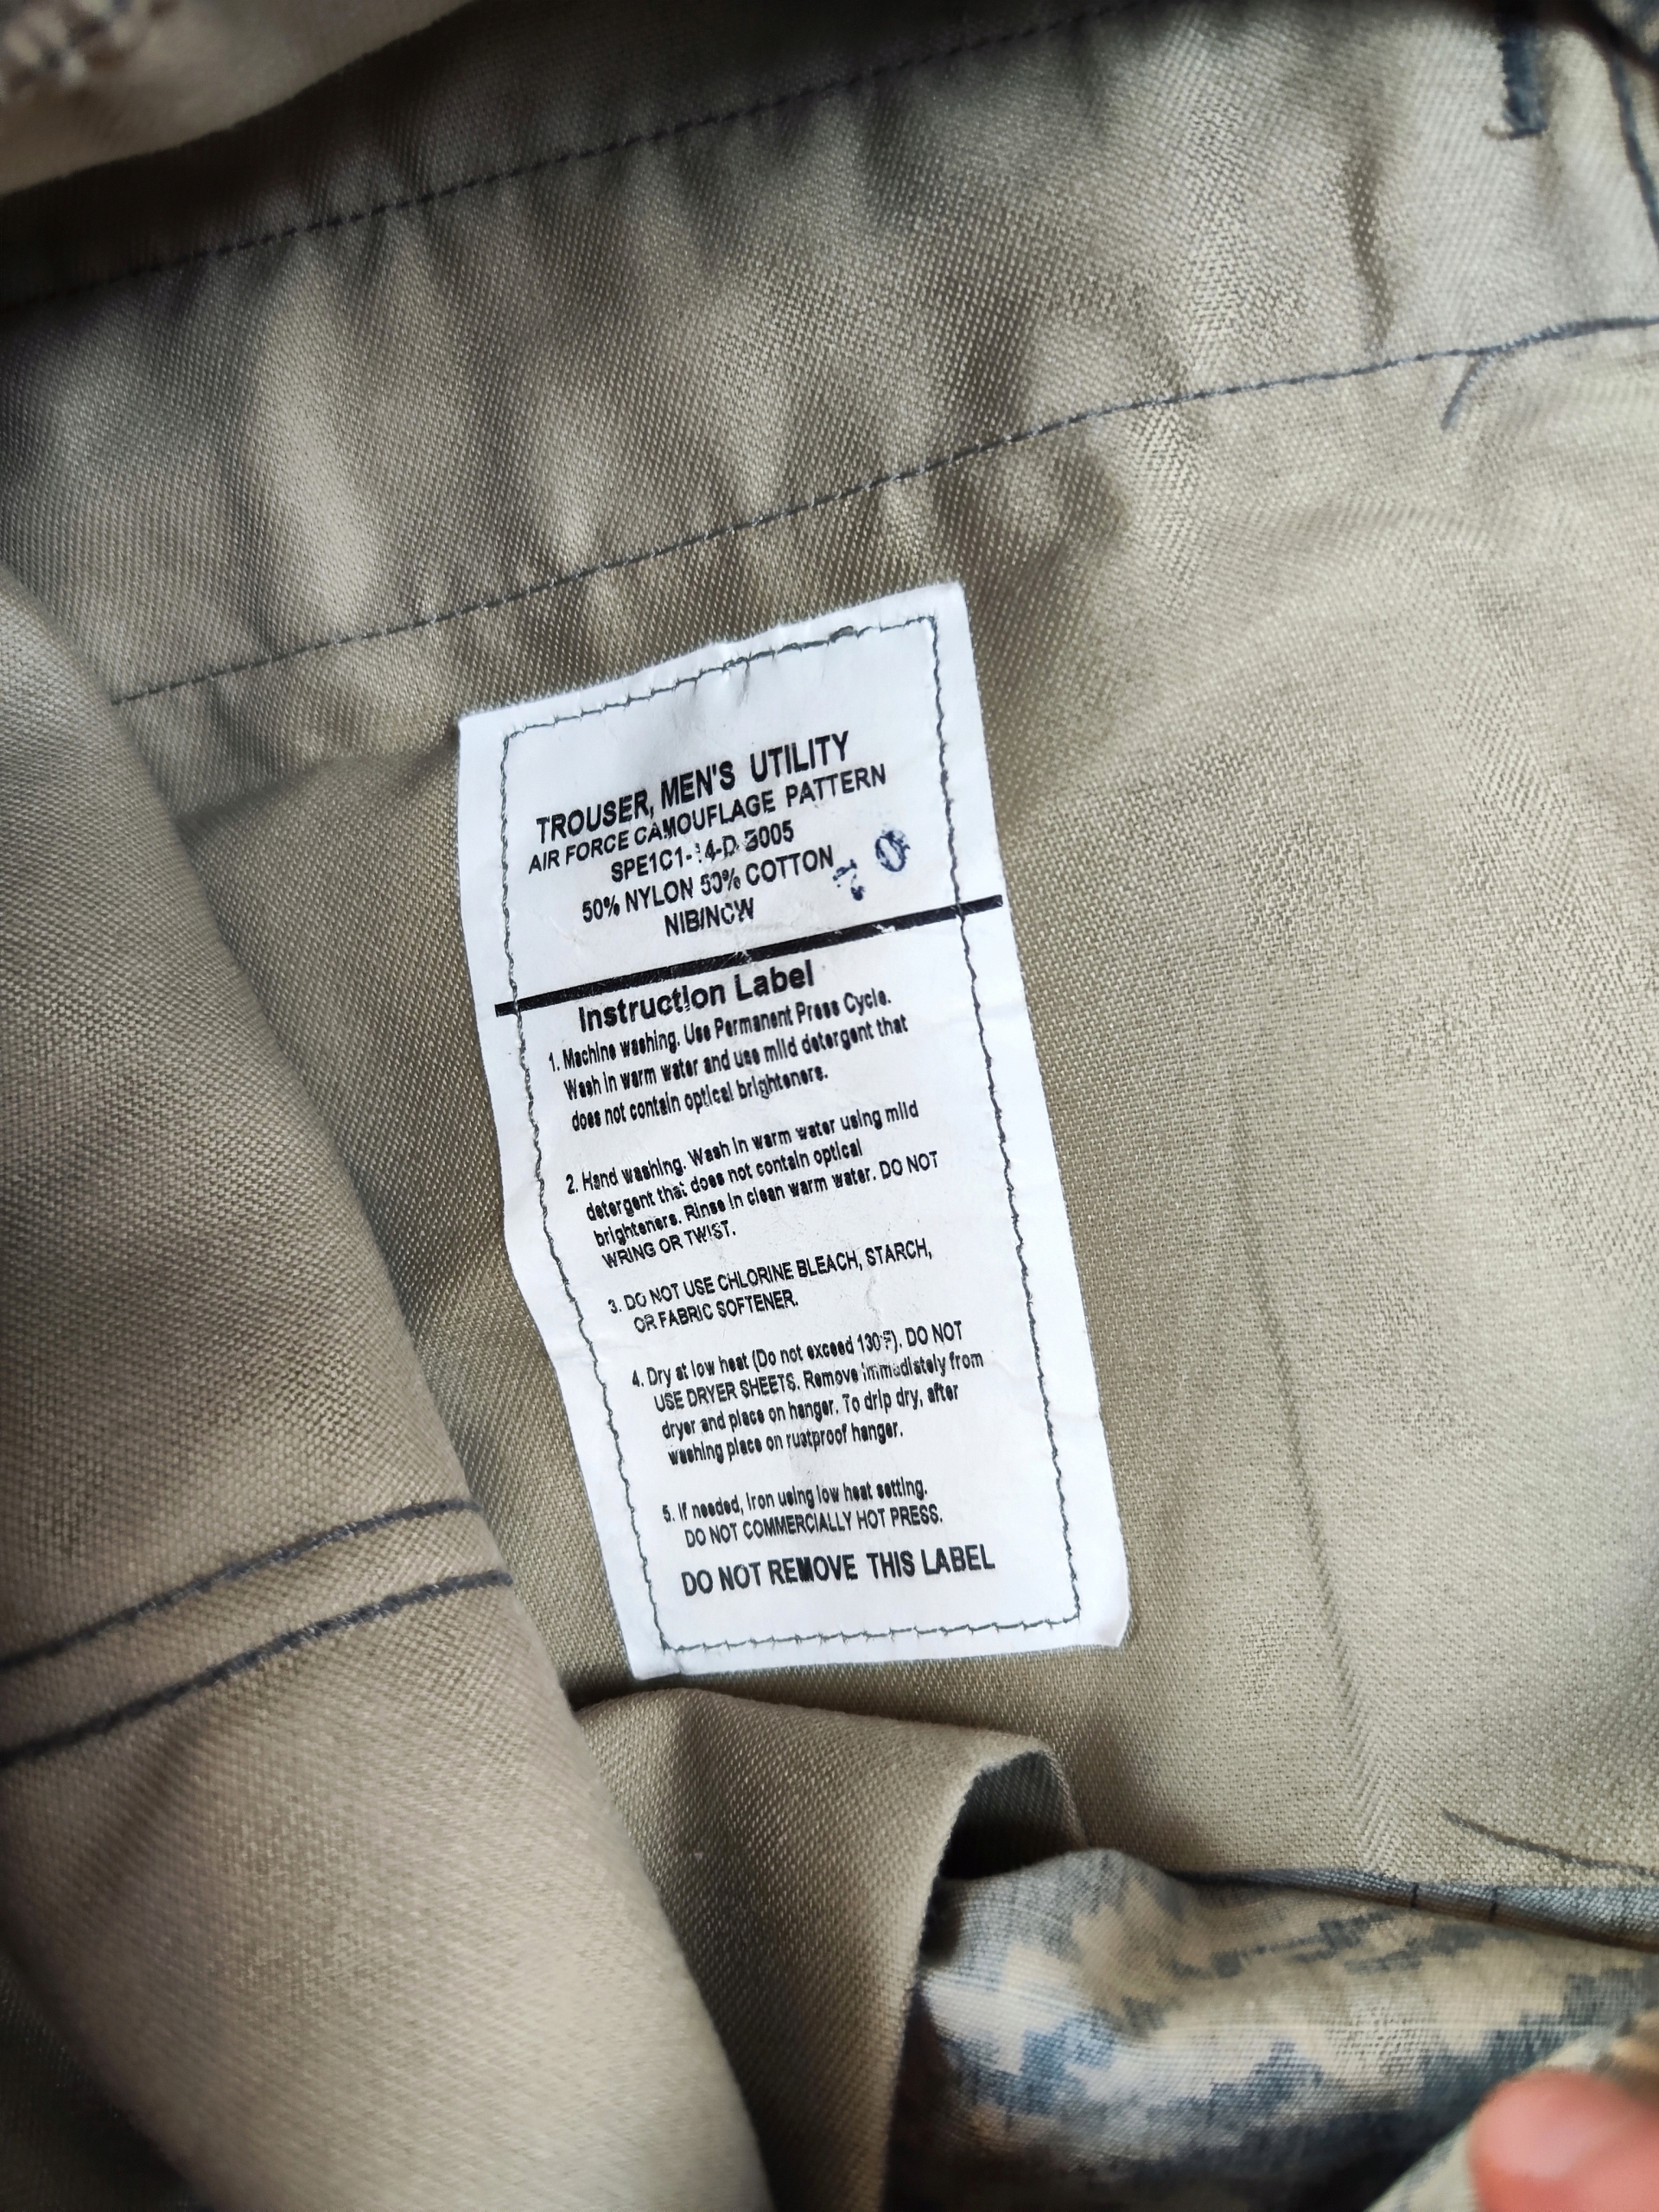 TROUSER, MEN'S UTILITY
AIR FORCE CAMOUFLAGE PATTERN
SPE1C1-14-D-
50% NYLON 50% COTTON
NIB/NCW
Instruction Label
1. Machine washing. Use Permanent Press Cycle.
Wash in warm water and use mild detergent that
does not contain optical brighteners.
2. Hand washing. Wash in warm water using mild
detergent that does not contain optical
brighteners. Rinse in clean warm water. DO NOT
WRING OR TWIST.
3. DO NOT USE CHLORINE BLEACH, STARCH,
OR FABRIC SOFTENER.
4. Dry at low heat (Do not exceed 130°F). DO NOT
USE DRYER SHEETS. Remove immediately from
dryer and place on hanger. To drip dry, after
washing place on rustproof hanger.
5. If needed, iron using low heat setting.
DO NOT COMMERCIALLY HOT PRESS.
DO NOT REMOVE THIS LABEL